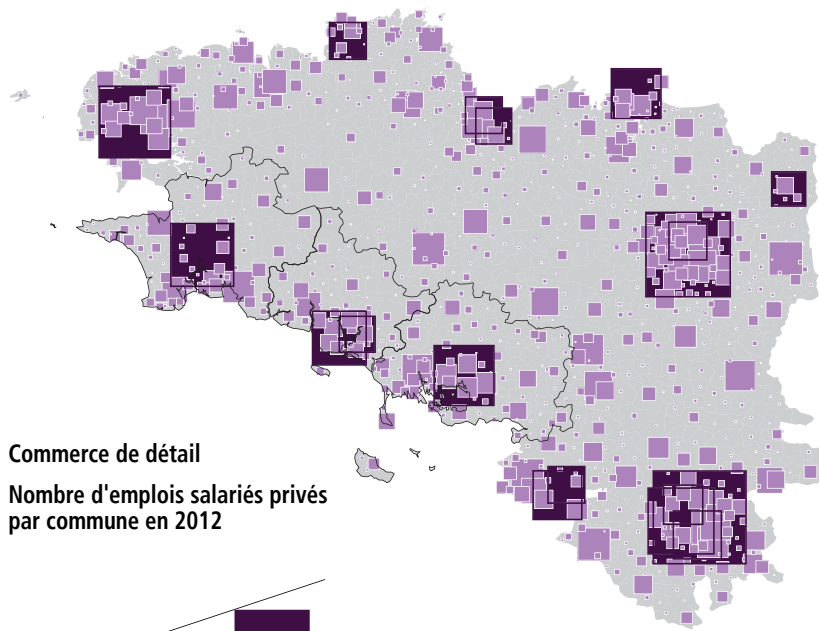 Commerce de détail
Nombre d'emplois salariés privés
par commune en 2012